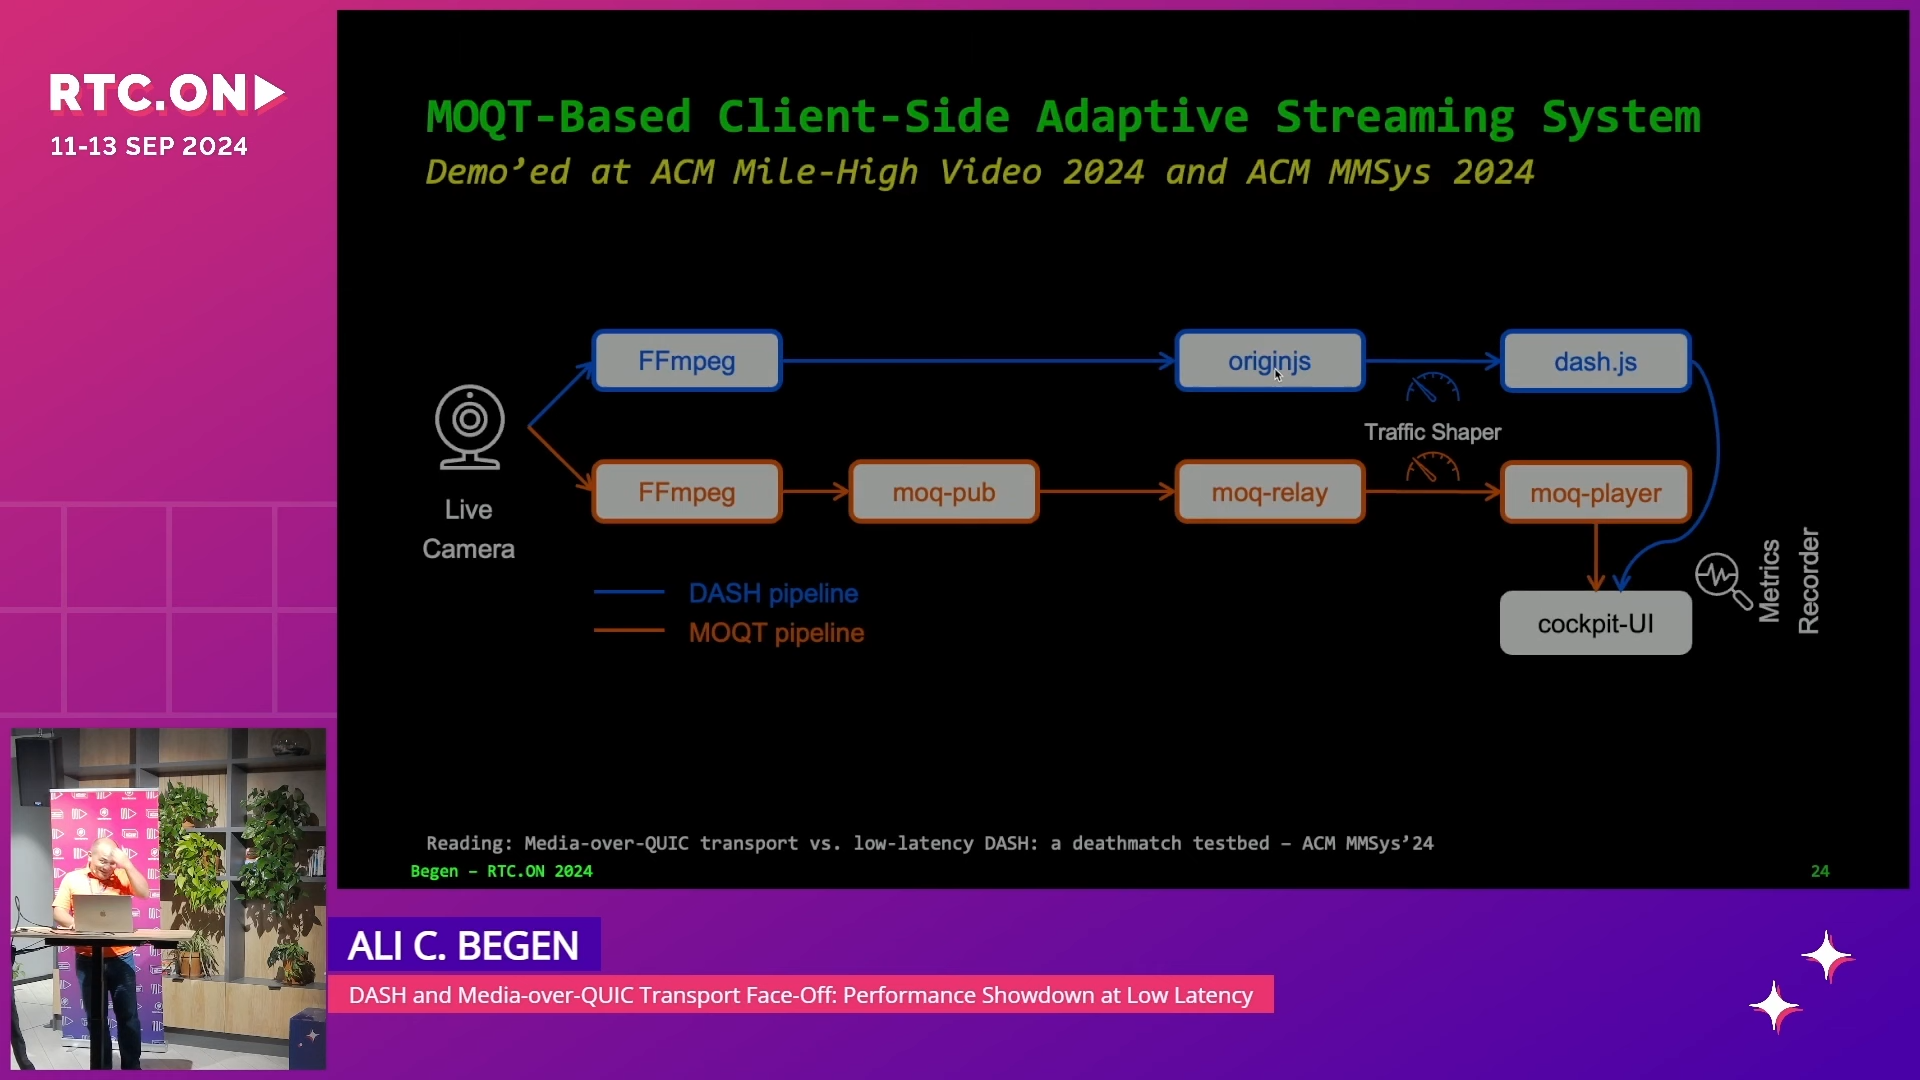 RTC.ON
11-13 SEP 2024
MOQT-Based Client-Side Adaptive Streaming System
Demo’ed at ACM Mile-High Video 2024 and ACM MMSys 2024
FFmpeg
originjs
dash.js
Traffic Shaper
FFmpeg
moq-pub
moq-relay
moq-player
Live
Camera
DASH pipeline
MOQT pipeline
cockpit-UI
Metrics
Recorder
Reading: Media-over-QUIC transport vs. low-latency DASH: a deathmatch testbed – ACM MMSys’24
Begen – RTC.ON 2024
24
ALI C. BEGEN
DASH and Media-over-QUIC Transport Face-Off: Performance Showdown at Low Latency